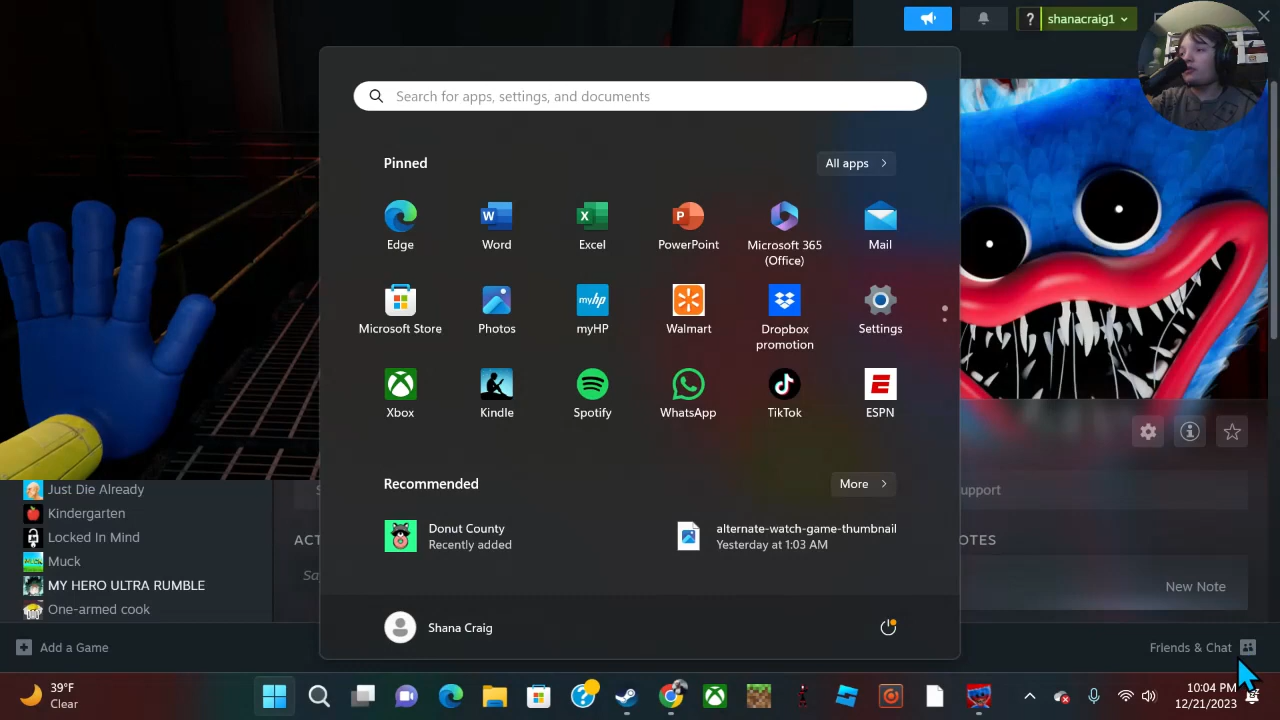 ? shanacraig1
Search for apps, settings, and documents
Pinned
All apps
Edge
Word
Excel
PowerPoint
Microsoft 365
(Office)
Mail
Microsoft Store
Photos
myhp
myHP
Walmart
Dropbox
promotion
Settings
Xbox
Kindle
Spotify
WhatsApp
TikTok
ESPN
Recommended
More
Donut County
Recently added
alternate-watch-game-thumbnail
Yesterday at 1:03 AM
Shana Craig
Just Die Already
Kindergarten
Locked In Mind
Muck
MY HERO ULTRA RUMBLE
One-armed cook
Add a Game
ACT
Sa
upport
OTES
New Note
Friends & Chat
39°F
Clear
10:04 PM
12/21/2023